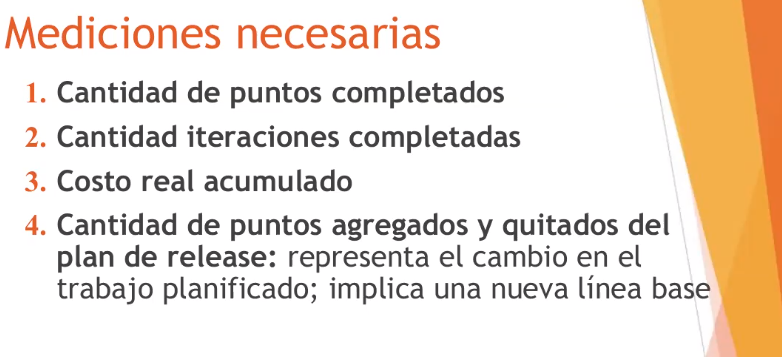 Mediciones necesarias
1. Cantidad de puntos completados
2. Cantidad iteraciones completadas
3. Costo real acumulado
4. Cantidad de puntos agregados y quitados del
plan de release: representa el cambio en el
trabajo planificado; implica una nueva línea base